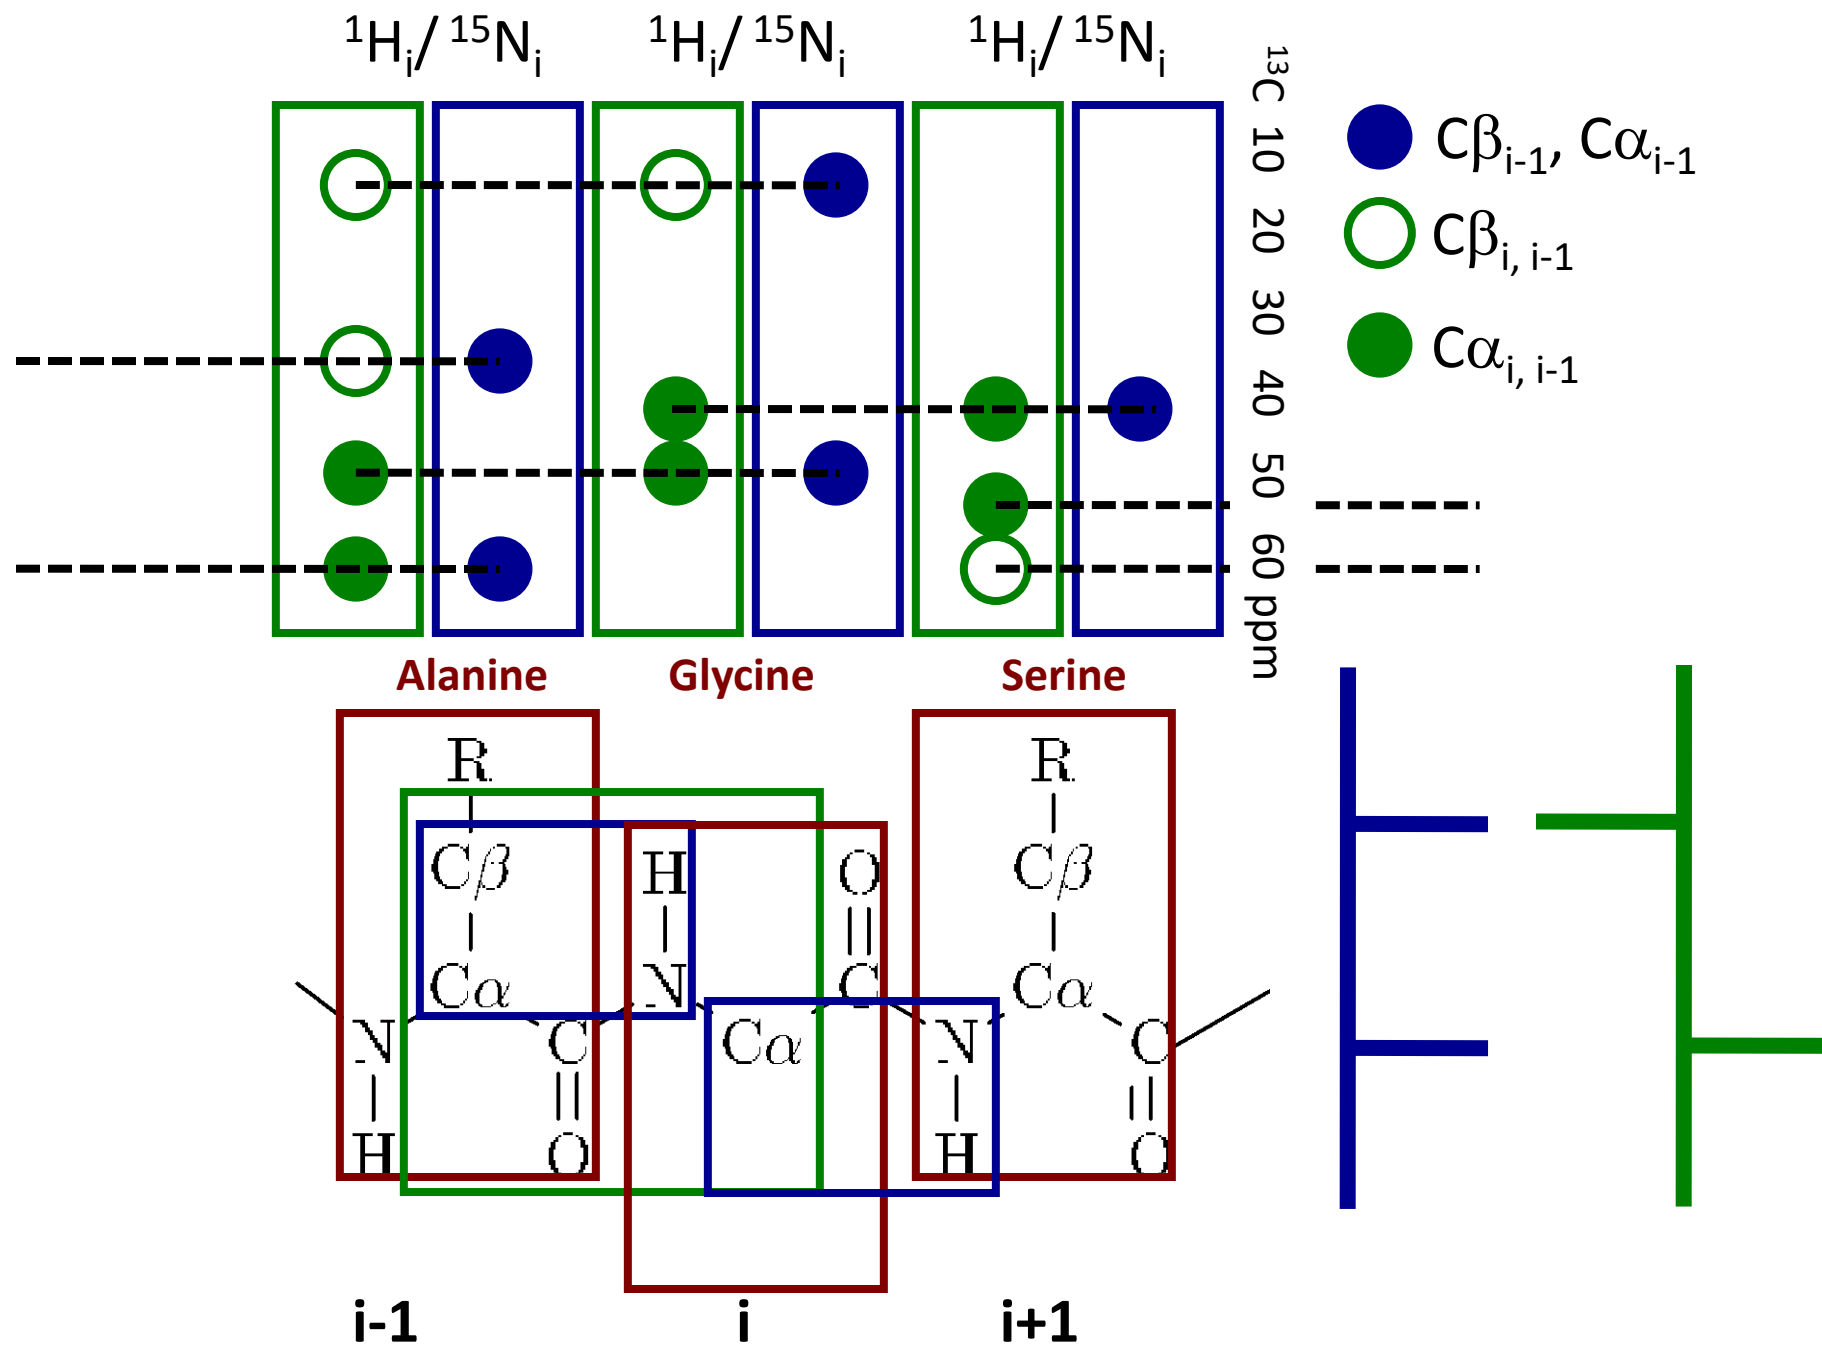 ¹Hᵢ/ ¹⁵Nᵢ ¹Hᵢ/ ¹⁵Nᵢ ¹Hᵢ/ ¹⁵Nᵢ
¹³C 10 20 30 40 50 60 ppm
Cβi-1, Cαi-1
Cβi, i-1
Cαi, i-1
Alanine Glycine Serine
R R
Cβ H O Cβ
Cα N C Cα
N C Cα N C
H O H O
i-1 i i+1